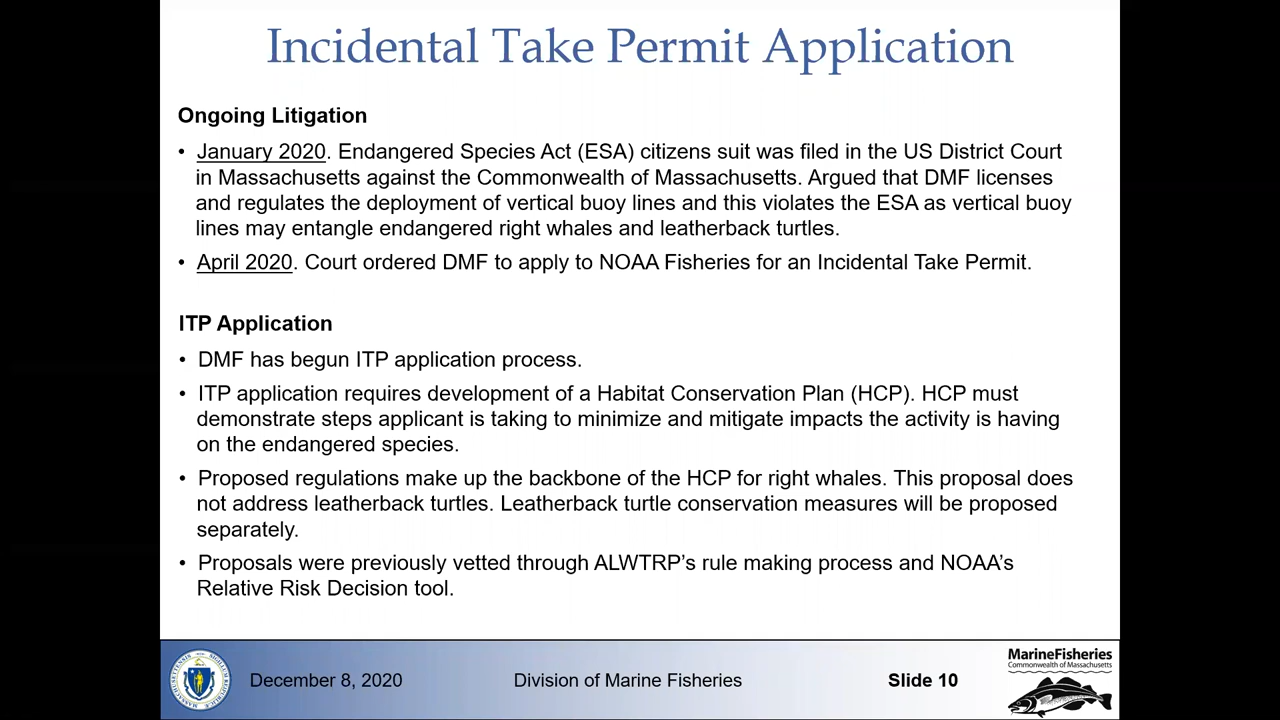 Incidental Take Permit Application
Ongoing Litigation
• January 2020. Endangered Species Act (ESA) citizens suit was filed in the US District Court
in Massachusetts against the Commonwealth of Massachusetts. Argued that DMF licenses
and regulates the deployment of vertical buoy lines and this violates the ESA as vertical buoy
lines may entangle endangered right whales and leatherback turtles.
• April 2020. Court ordered DMF to apply to NOAA Fisheries for an Incidental Take Permit.
ITP Application
• DMF has begun ITP application process.
• ITP application requires development of a Habitat Conservation Plan (HCP). HCP must
demonstrate steps applicant is taking to minimize and mitigate impacts the activity is having
on the endangered species.
• Proposed regulations make up the backbone of the HCP for right whales. This proposal does
not address leatherback turtles. Leatherback turtle conservation measures will be proposed
separately.
• Proposals were previously vetted through ALWTRP's rule making process and NOAA's
Relative Risk Decision tool.
December 8, 2020
Division of Marine Fisheries
Slide 10
MarineFisheries
Commonwealth of Massachusetts